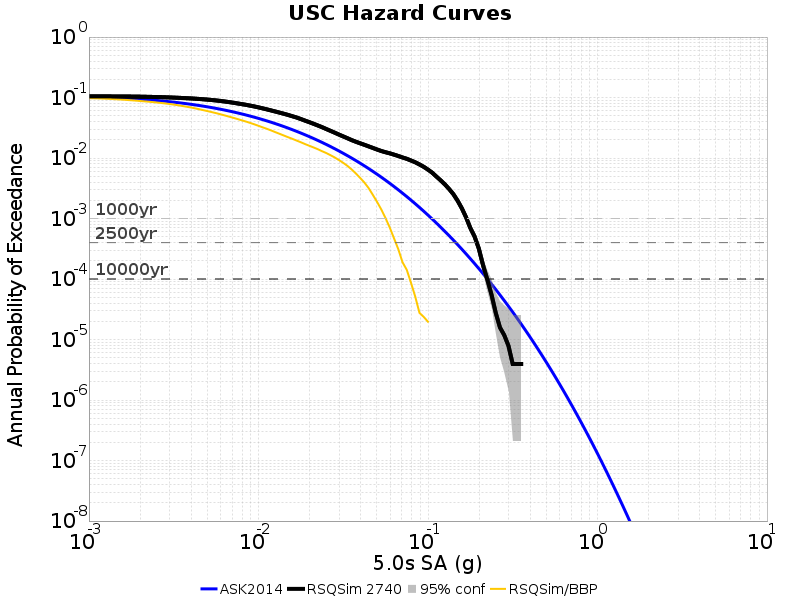 USC Hazard Curves
Annual Probability of Exceedance
10^0
10^-1
10^-2
10^-3
10^-4
10^-5
10^-6
10^-7
10^-8
1000yr
2500yr
10000yr
10^-3 10^-2 10^-1 10^0 10^1
5.0s SA (g)
ASK2014 RSQSim 2740 95% conf RSQSim/BBP